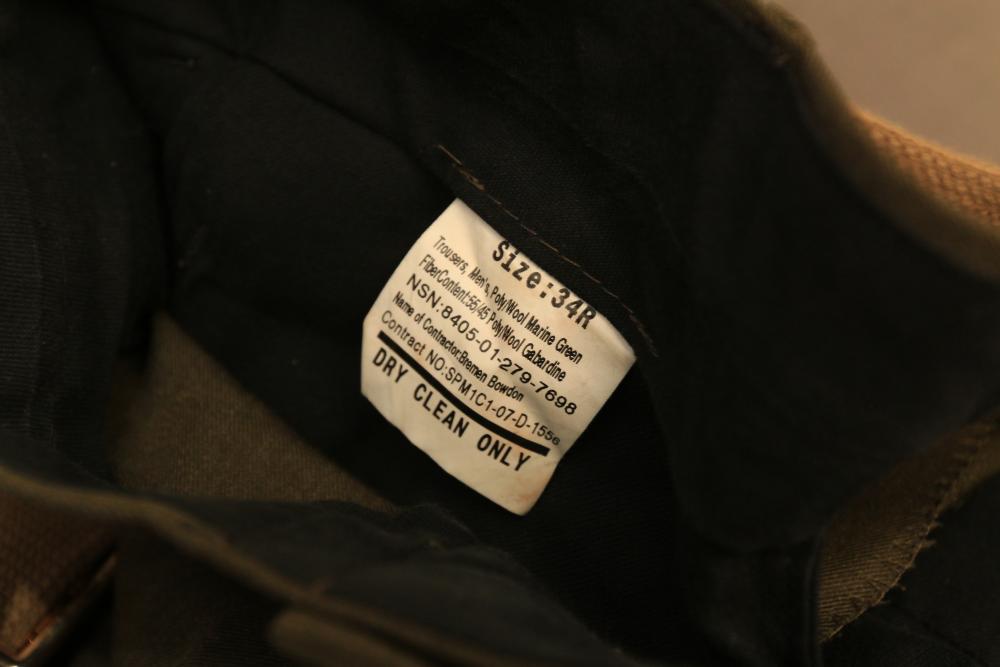 Size:34R
Trousers, Men's, Poly/Wool Marine Green
FiberContent:55/45 Poly/Wool Gabardine
NSN:8405-01-279-7698
Name of Contractor:Bremen Bowdon
Contract NO:SPM1C1-07-D-1556
DRY CLEAN ONLY